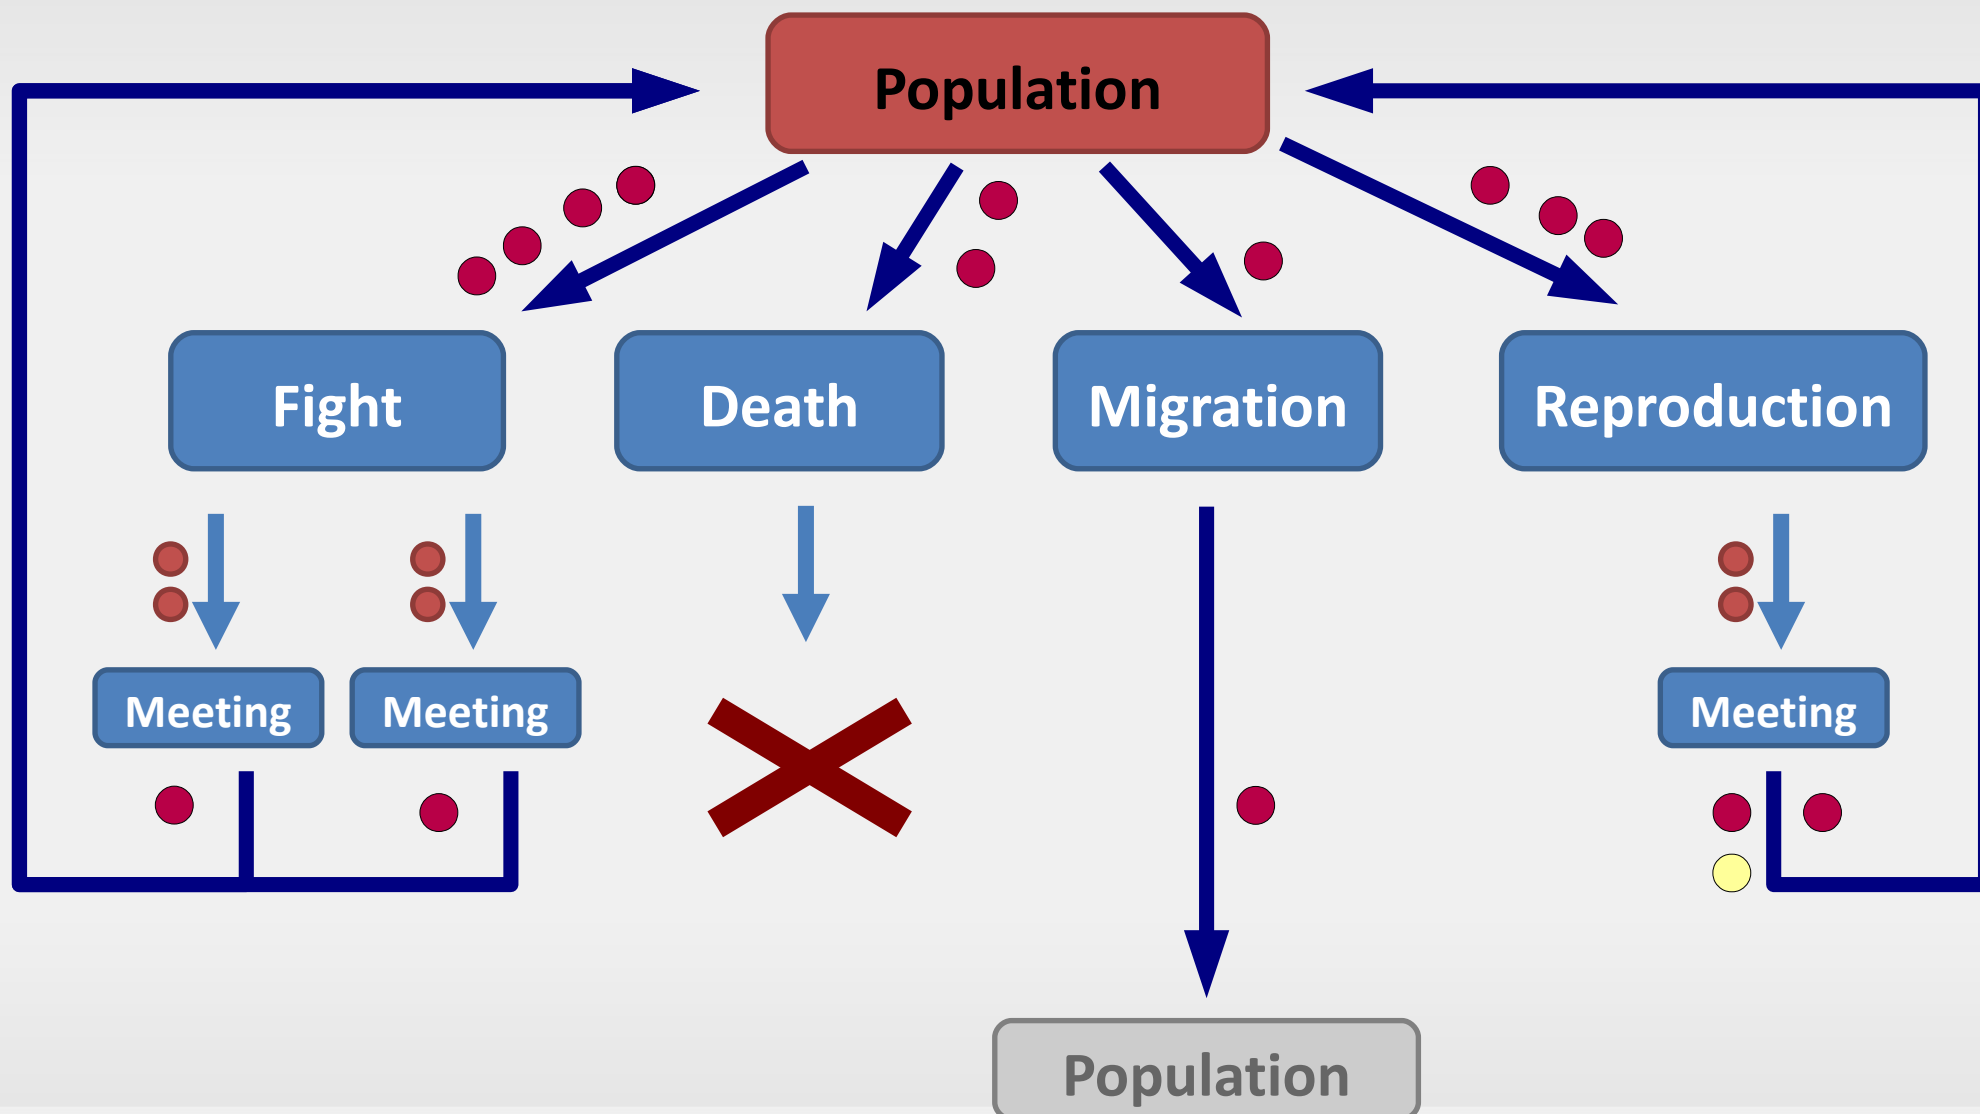 Population
Fight
Death
Migration
Reproduction
Meeting
Meeting
Meeting
Population